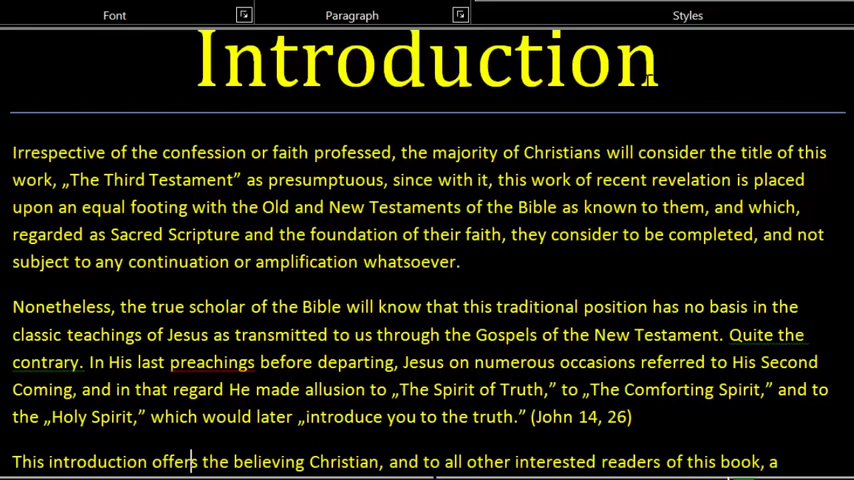 Font Paragraph Styles
Introduction
Irrespective of the confession or faith professed, the majority of Christians will consider the title of this
work, „The Third Testament” as presumptuous, since with it, this work of recent revelation is placed
upon an equal footing with the Old and New Testaments of the Bible as known to them, and which,
regarded as Sacred Scripture and the foundation of their faith, they consider to be completed, and not
subject to any continuation or amplification whatsoever.
Nonetheless, the true scholar of the Bible will know that this traditional position has no basis in the
classic teachings of Jesus as transmitted to us through the Gospels of the New Testament. Quite the
contrary. In His last preachings before departing, Jesus on numerous occasions referred to His Second
Coming, and in that regard He made allusion to „The Spirit of Truth,” to „The Comforting Spirit,” and to
the „Holy Spirit,” which would later „introduce you to the truth.” (John 14, 26)
This introduction offers the believing Christian, and to all other interested readers of this book, a